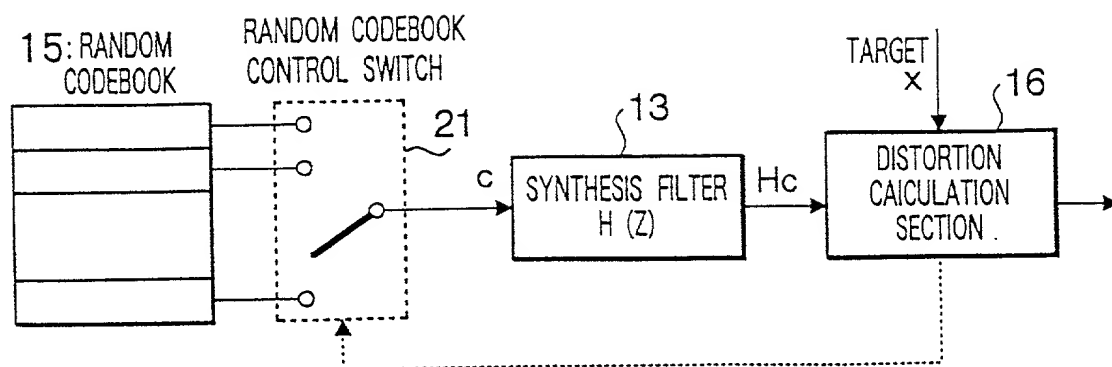 15: RANDOM
CODEBOOK
RANDOM CODEBOOK
CONTROL SWITCH
21
c
13
SYNTHESIS FILTER
H (Z)
Hc
TARGET
X
16
DISTORTION
CAICULATION
SECTION .